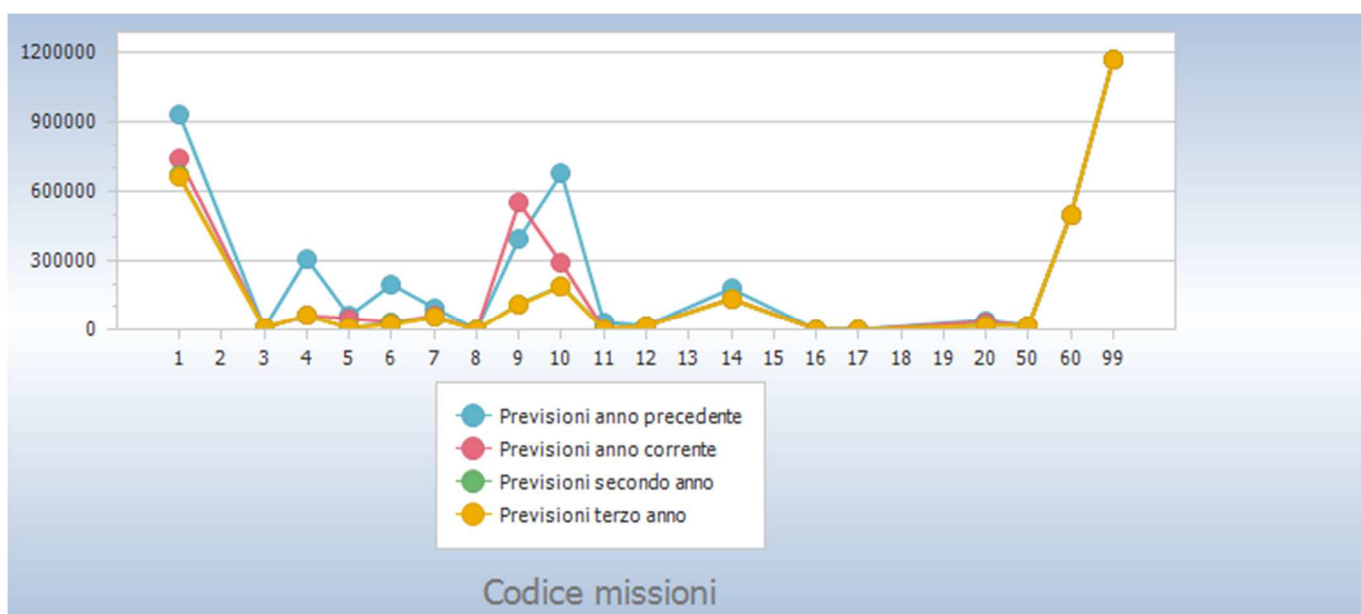 1200000
900000
600000
300000
0
1 2 3 4 5 6 7 8 9 10 11 12 13 14 15 16 17 18 19 20 50 60 99
Previsioni anno precedente
Previsioni anno corrente
Previsioni secondo anno
Previsioni terzo anno
Codice missioni